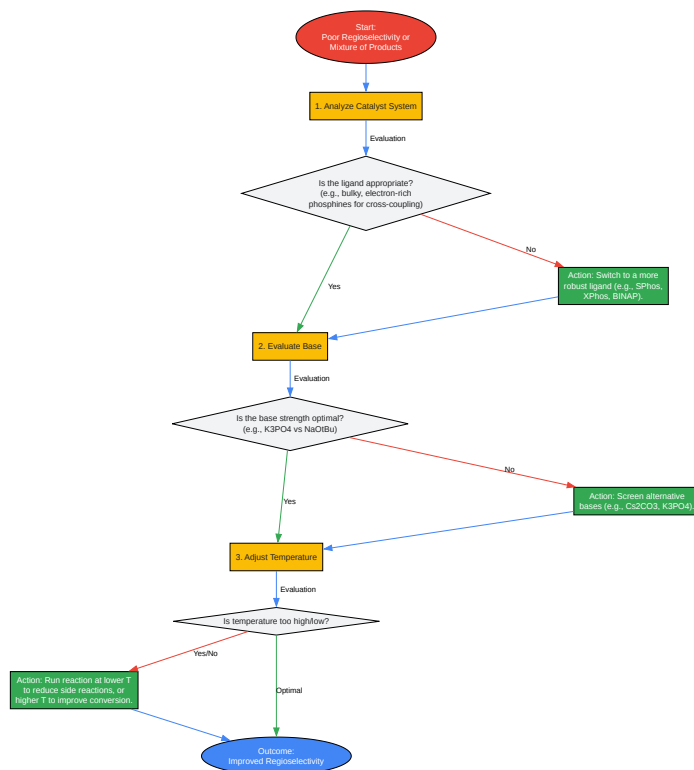 Start:
Poor Regioselectivity or
Mixture of Products
1. Analyze Catalyst System
Evaluation
Is the ligand appropriate?
(e.g., bulky, electron-rich
phosphines for cross-coupling)
No
Action: Switch to a more
robust ligand (e.g., SPhos,
XPhos, BINAP).
Yes
2. Evaluate Base
Evaluation
Is the base strength optimal?
(e.g., K3PO4 vs NaOtBu)
No
Action: Screen alternative
bases (e.g., Cs2CO3, K3PO4).
Yes
3. Adjust Temperature
Evaluation
Is temperature too high/low?
Yes/No
Action: Run reaction at lower T
to reduce side reactions, or
higher T to improve conversion.
Optimal
Outcome:
Improved Regioselectivity